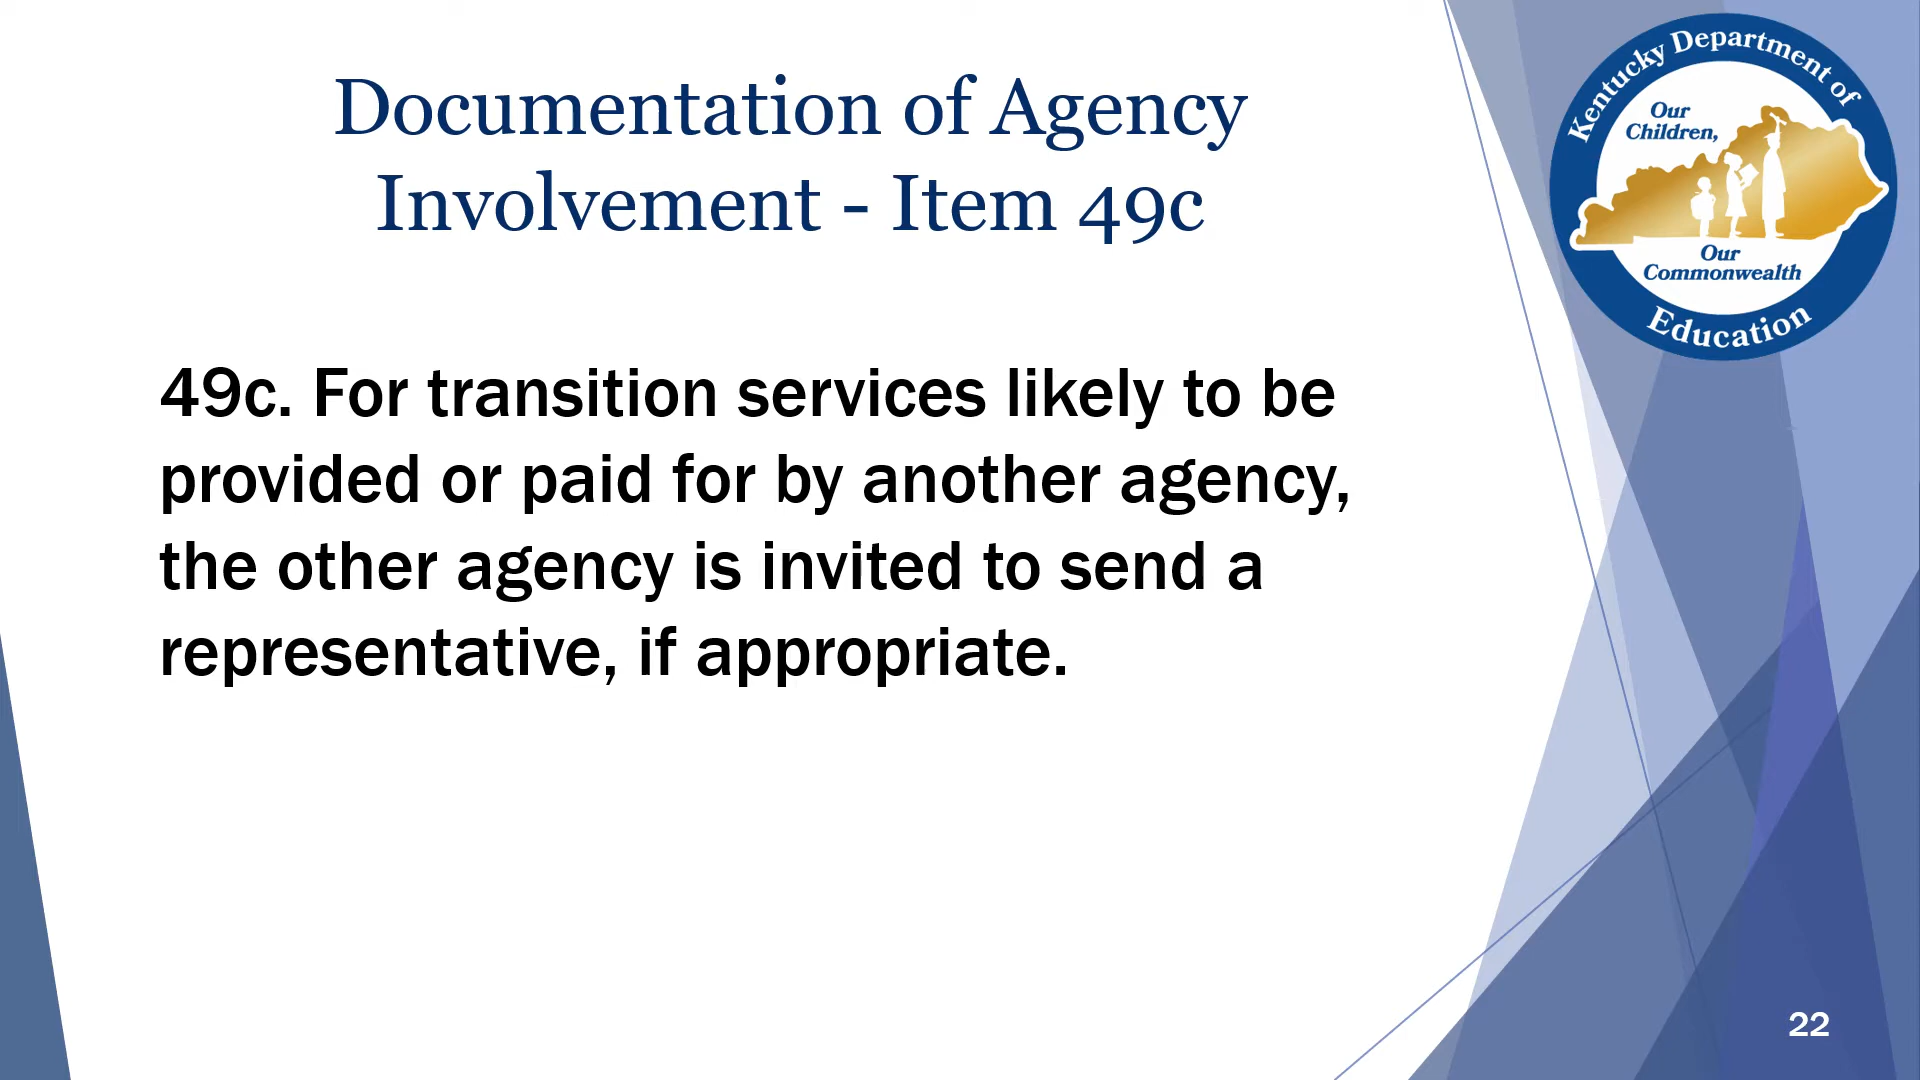 Documentation of Agency
Involvement - Item 49c
Kentucky Department of
Education
Our
Children,
Our
Commonwealth
49c. For transition services likely to be
provided or paid for by another agency,
the other agency is invited to send a
representative, if appropriate.
22